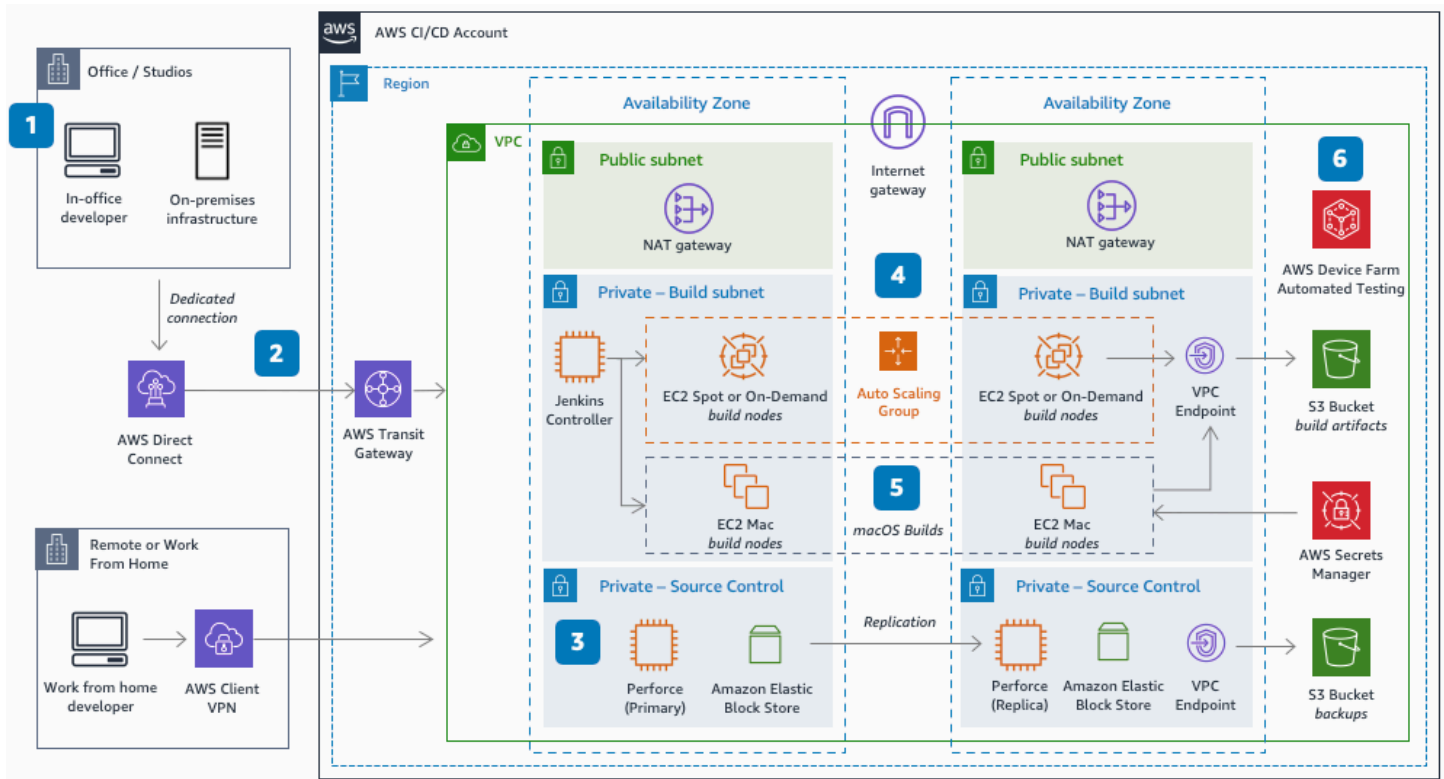 aws
AWS CI/CD Account
Office / Studios
Region
Availability Zone
Availability Zone
1
In-office
developer
On-premises
infrastructure
VPC
Public subnet
NAT gateway
Internet
gateway
Public subnet
NAT gateway
6
AWS Device Farm
Automated Testing
Dedicated
connection
2
AWS Direct
Connect
AWS Transit
Gateway
Private – Build subnet
Jenkins
Controller
EC2 Spot or On-Demand
build nodes
4
Auto Scaling
Group
Private – Build subnet
EC2 Spot or On-Demand
build nodes
VPC
Endpoint
S3 Bucket
build artifacts
EC2 Mac
build nodes
5
macOS Builds
EC2 Mac
build nodes
AWS Secrets
Manager
Remote or Work
From Home
Work from home
developer
AWS Client
VPN
Private – Source Control
3
Perforce
(Primary)
Amazon Elastic
Block Store
Replication
Private – Source Control
Perforce
(Replica)
Amazon Elastic
Block Store
VPC
Endpoint
S3 Bucket
backups